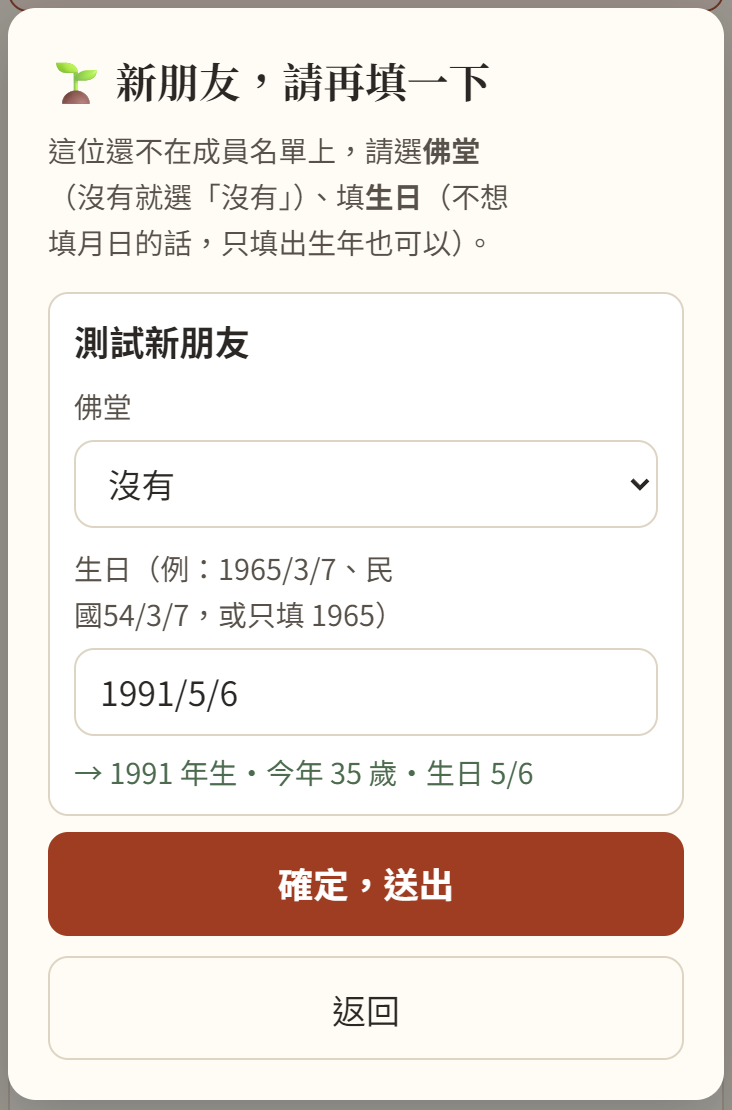 新朋友，請再填一下
這位還不在成員名單上，請選佛堂
（沒有就選「沒有」）、填生日（不想
填月日的話，只填出生年也可以）。
測試新朋友
佛堂
沒有
生日（例：1965/3/7、民
國54/3/7，或只填 1965）
1991/5/6
→ 1991 年生・今年 35 歲・生日 5/6
確定，送出
返回